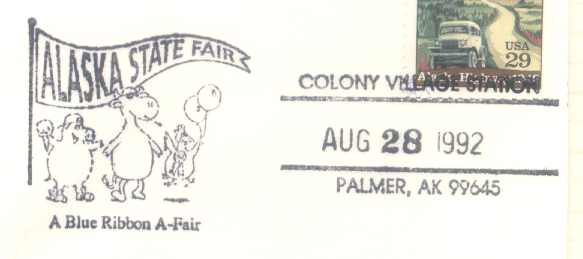 ALASKA STATE FAIR
A Blue Ribbon A-Fair
USA
29
COLONY VILLAGE STATION
AUG 28 1992
PALMER, AK 99645